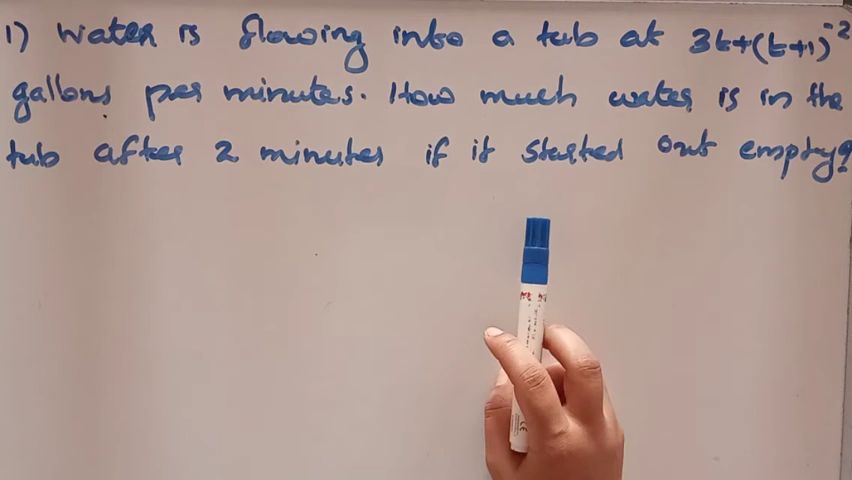 1) Water is flowing into a tub at 3t+(t+1)⁻²
gallons per minutes. How much water is in the
tub after 2 minutes if it started out empty?